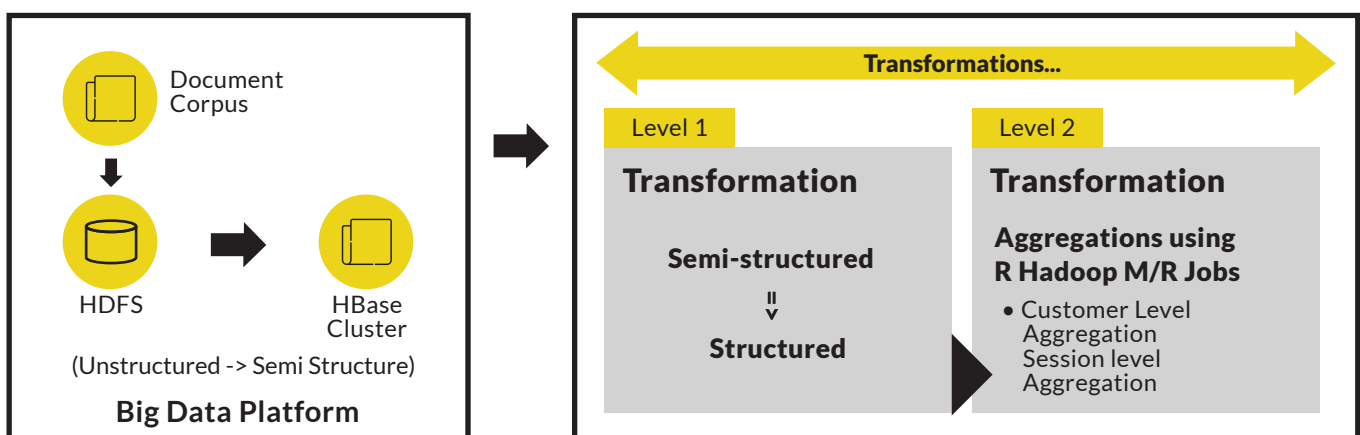 Document
Corpus
HDFS
HBase
Cluster
(Unstructured -> Semi Structure)
Big Data Platform
Transformations...
Level 1
Transformation
Semi-structured
=>
Structured
Level 2
Transformation
Aggregations using
R Hadoop M/R Jobs
• Customer Level
Aggregation
Session level
Aggregation